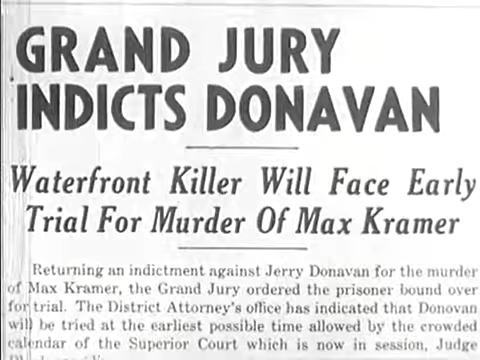 GRAND JURY
INDICTS DONAVAN
Waterfront Killer Will Face Early
Trial For Murder Of Max Kramer
Returning an indictment against Jerry Donavan for the murder
of Max Kramer, the Grand Jury ordered the prisoner bound over
for trial. The District Attorney's office has indicated that Donavan
will be tried at the earliest possible time allowed by the crowded
calendar of the Superior Court which is now in session, Judge